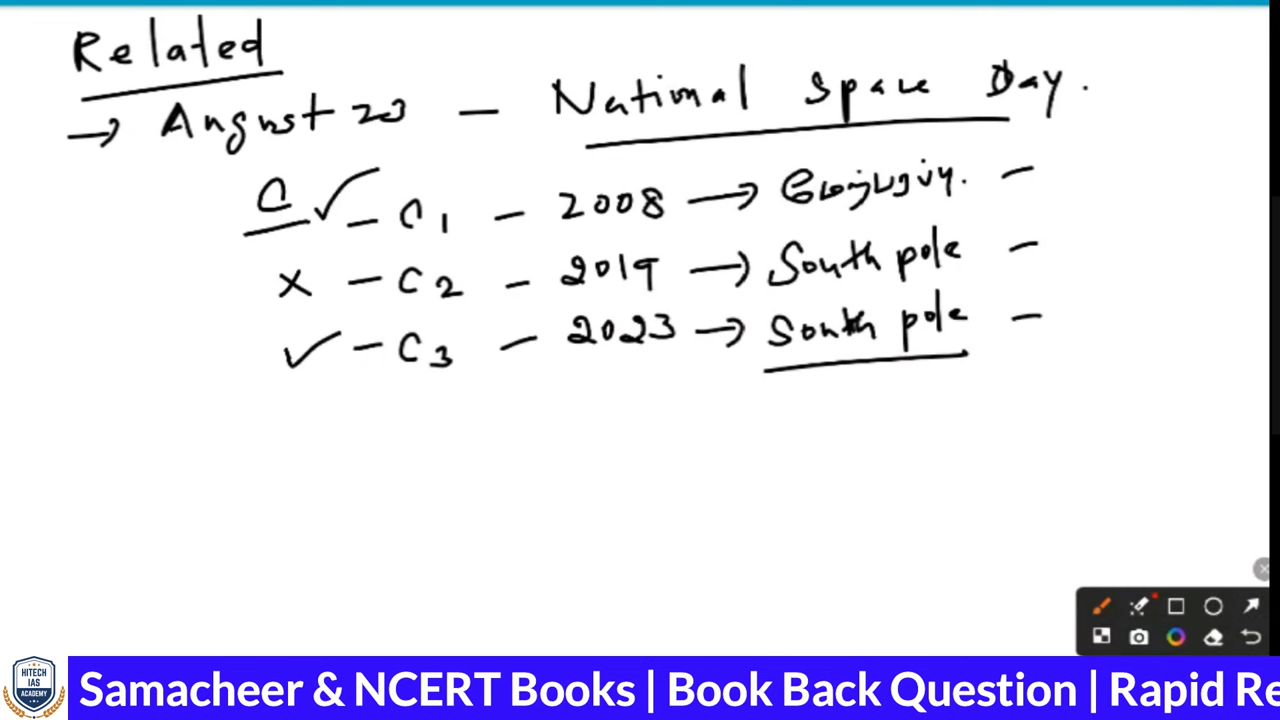 Related
→ August 23 - National Space Day.
C ✓ - C1 - 2008 →
× - C2 - 2019 → South pole -
✓ - C3 - 2023 → South pole -
HITECH
IAS
ACADEMY
Samacheer & NCERT Books | Book Back Question | Rapid Re